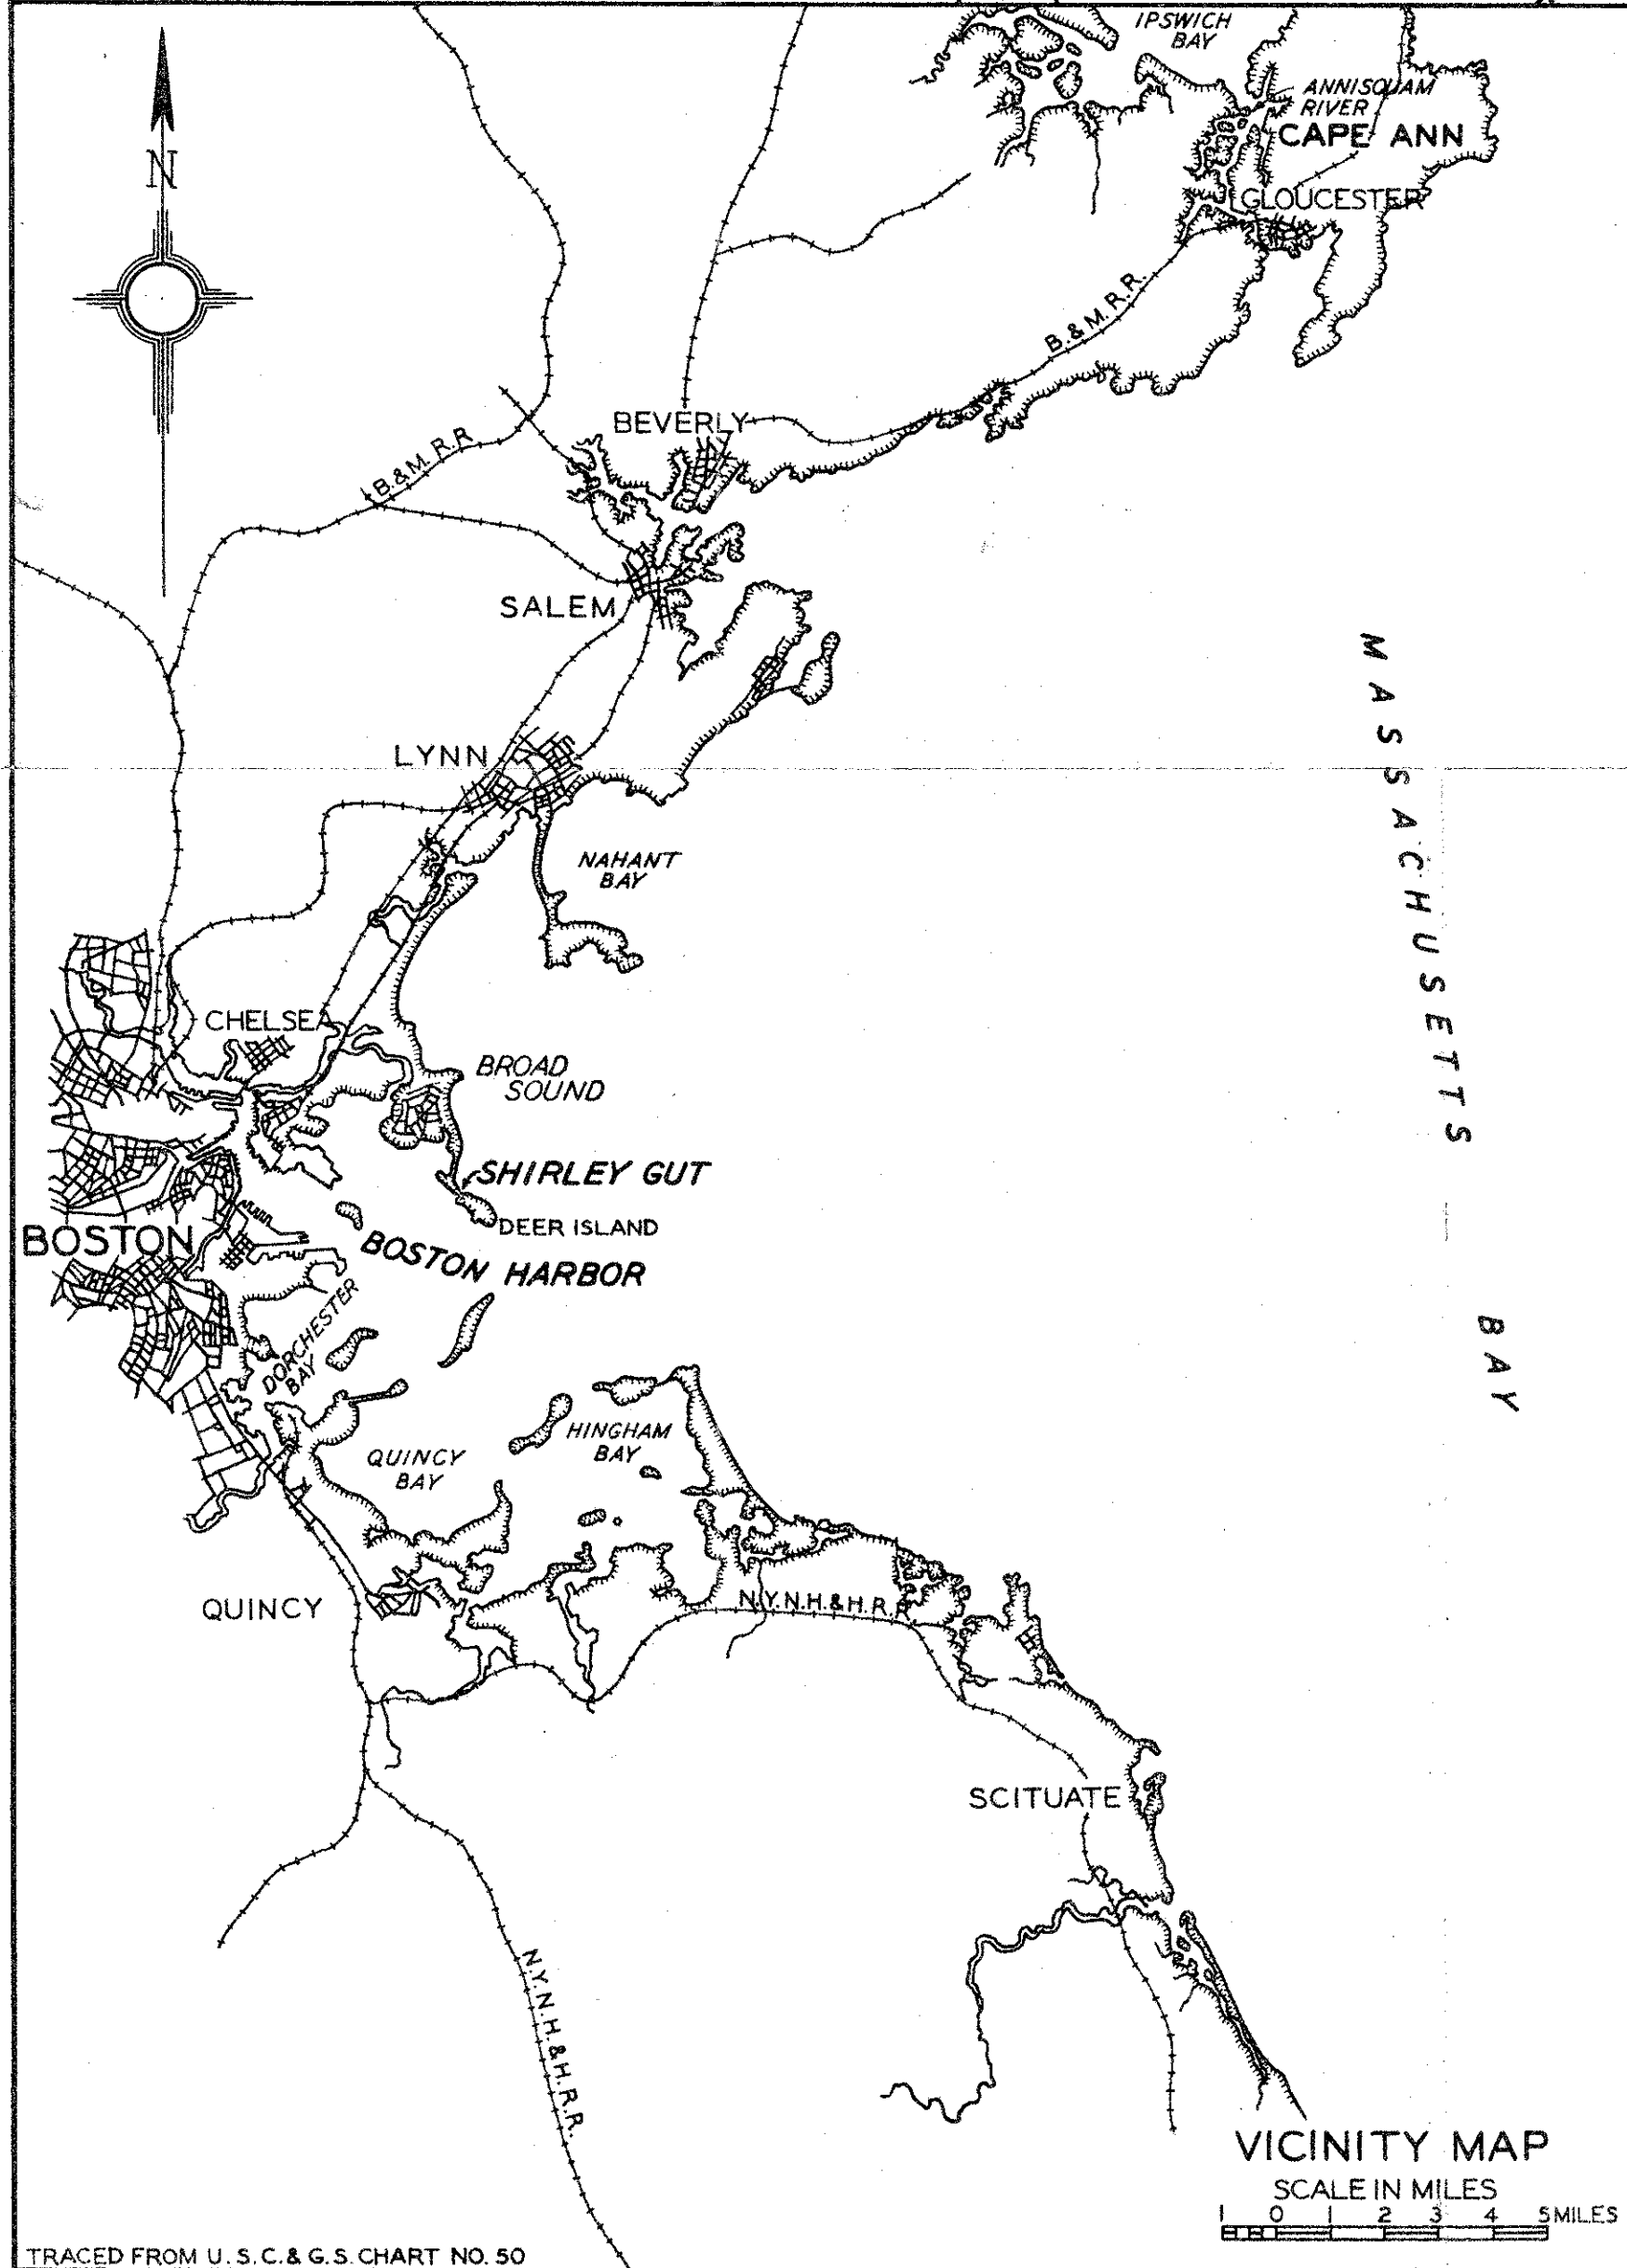 IPSWICH
BAY
ANNISQUAM
RIVER
CAPE ANN
N
GLOUCESTER
B. & M. R. R.
BEVERLY
B. & M. R. R.
SALEM
MASSACHUSETTS BAY
LYNN
NAHANT
BAY
CHELSEA
BROAD
SOUND
SHIRLEY GUT
DEER ISLAND
BOSTON
BOSTON HARBOR
DORCHESTER
BAY
HINGHAM
BAY
QUINCY
BAY
QUINCY
N.Y. N.H. & H. R. R.
SCITUATE
N.Y. N.H. & H. R. R.
VICINITY MAP
SCALE IN MILES
1 0 1 2 3 4 5 MILES
TRACED FROM U. S. C. & G. S. CHART NO. 50